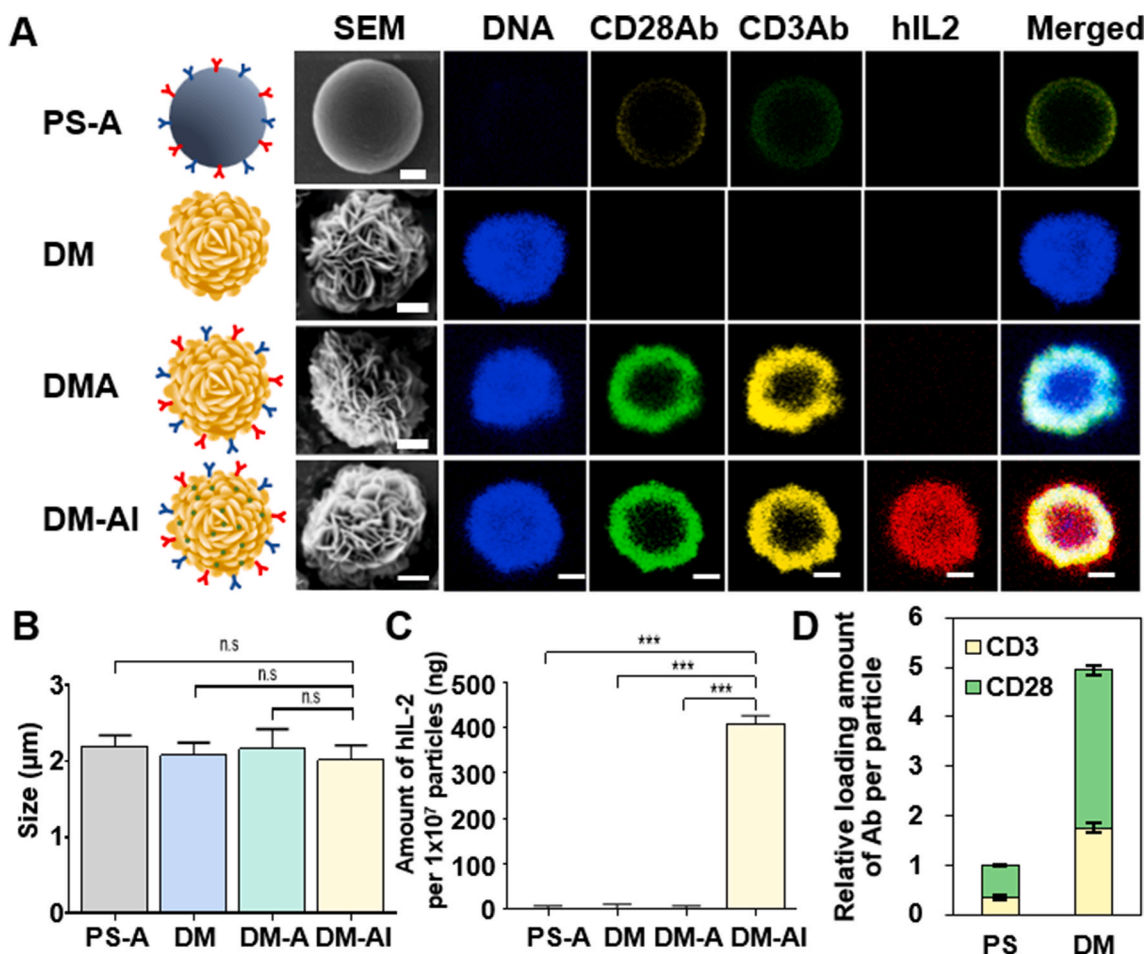 A
SEM DNA CD28Ab CD3Ab hIL2 Merged
PS-A
DM
DMA
DM-AI
B
n.s
n.s
n.s
Size (µm)
3
2
1
0
PS-A DM DM-A DM-AI
C
***
***
***
Amount of hIL-2
per 1x10⁷ particles (ng)
500
400
300
200
100
0
PS-A DM DM-A DM-AI
D
Relative loading amount
of Ab per particle
6
5
4
3
2
1
0
CD3
CD28
PS DM